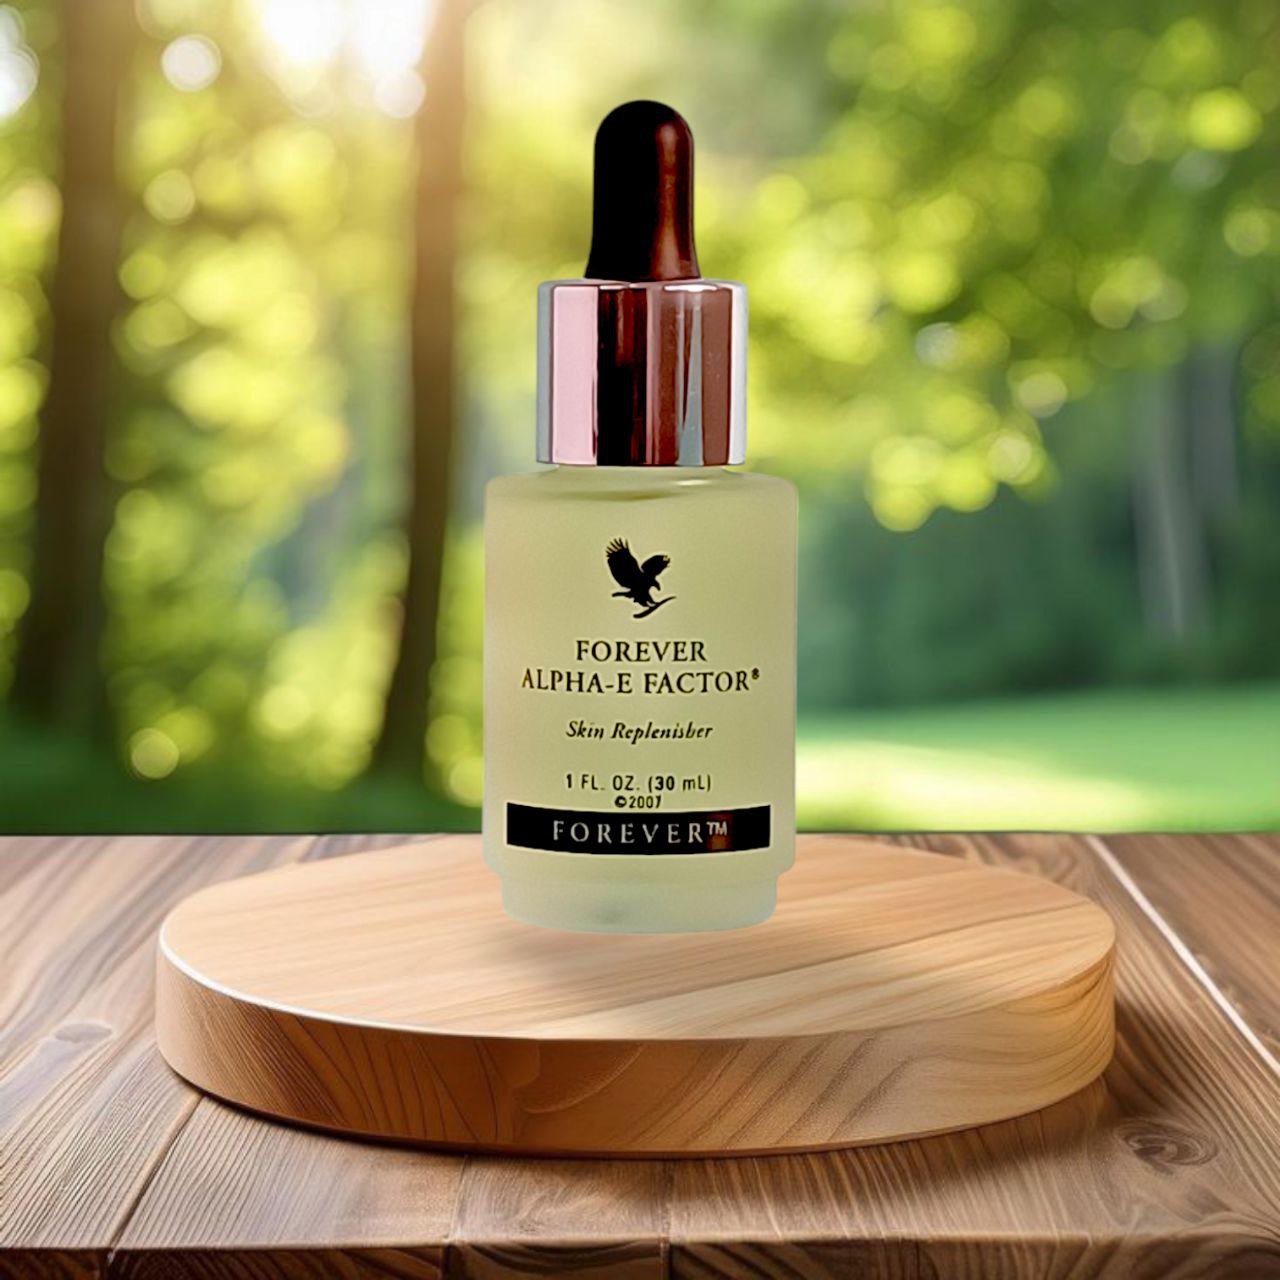 FOREVER
ALPHA-E FACTOR®
Skin Replenisher
1 FL. OZ. (30 mL)
©2007
FOREVER™